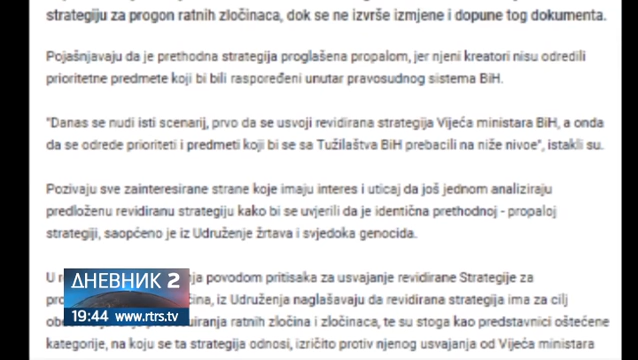 strategiju za progon ratnih zločinaca, dok se ne izvrše izmjene i dopune tog dokumenta.
Pojašnjavaju da je prethodna strategija proglašena propalom, jer njeni kreatori nisu odredili
prioritetne predmete koji bi bili raspoređeni unutar pravosudnog sistema BiH.
"Danas se nudi isti scenarij, prvo da se usvoji revidirana strategija Vijeća ministara BiH, a onda
da se odrede prioriteti i predmeti koji bi se sa Tužilaštva BiH prebacili na niže nivoe", istakli su.
Pozivaju sve zainteresirane strane koje imaju interes i uticaj da još jednom analiziraju
predloženu revidiranu strategiju kako bi se uvjerili da je identična prethodnoj - propaloj
strategiji, saopćeno je iz Udruženje žrtava i svjedoka genocida.
U nja povodom pritisaka za usvajanje revidirane Strategije za
pro čina, iz Udruženja naglašavaju da revidirana strategija ima za cilj
obe uiranja ratnih zločina i zločinaca, te su stoga kao predstavnici oštećene
kategorije, na koju se ta strategija odnosi, izričito protiv njenog usvajanja od Vijeća ministara
ДНЕВНИК 2
19:44 www.rtrs.tv